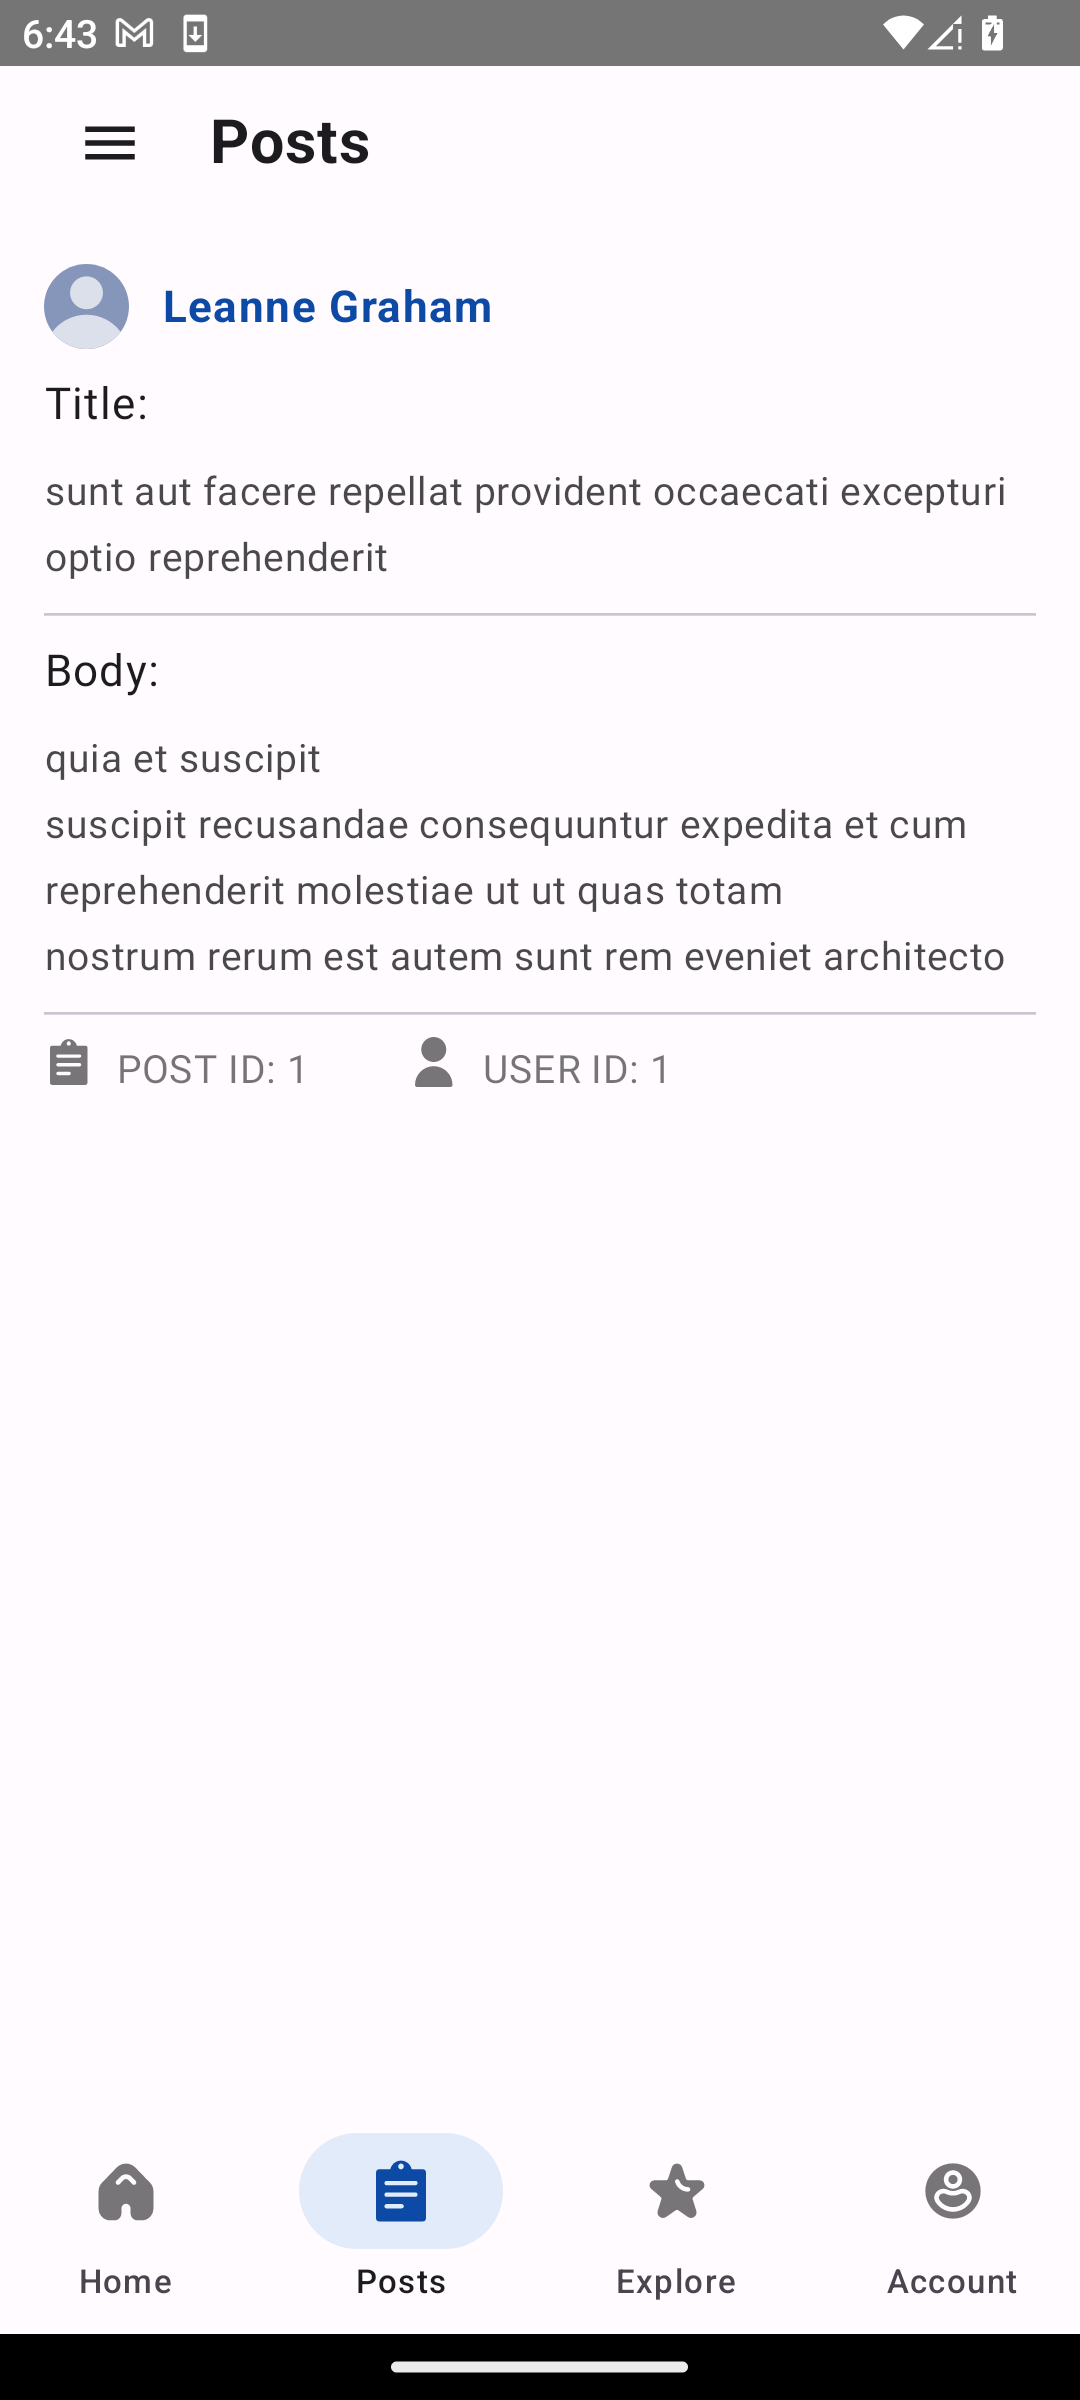 6:43
Posts
Leanne Graham
Title:
sunt aut facere repellat provident occaecati excepturi
optio reprehenderit
Body:
quia et suscipit
suscipit recusandae consequuntur expedita et cum
reprehenderit molestiae ut ut quas totam
nostrum rerum est autem sunt rem eveniet architecto
POST ID: 1 USER ID: 1
Home Posts Explore Account